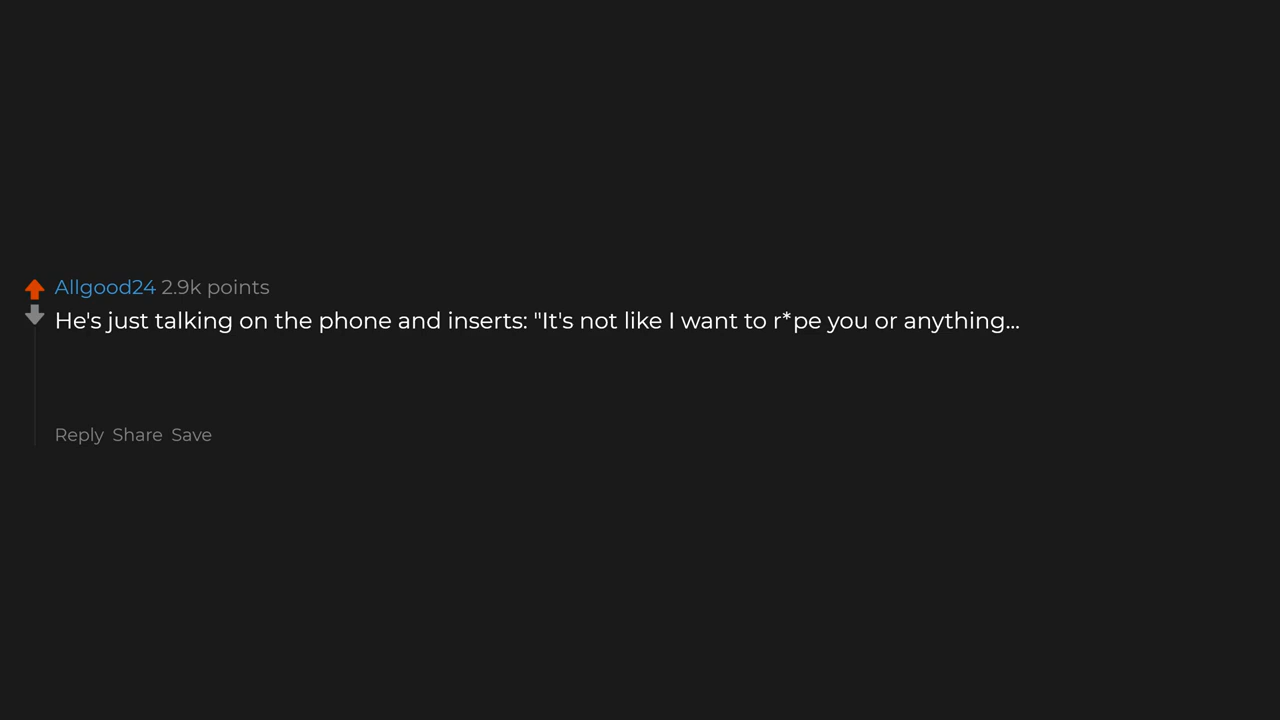 Allgood24 2.9k points
He's just talking on the phone and inserts: "It's not like I want to r*pe you or anything...
Reply Share Save